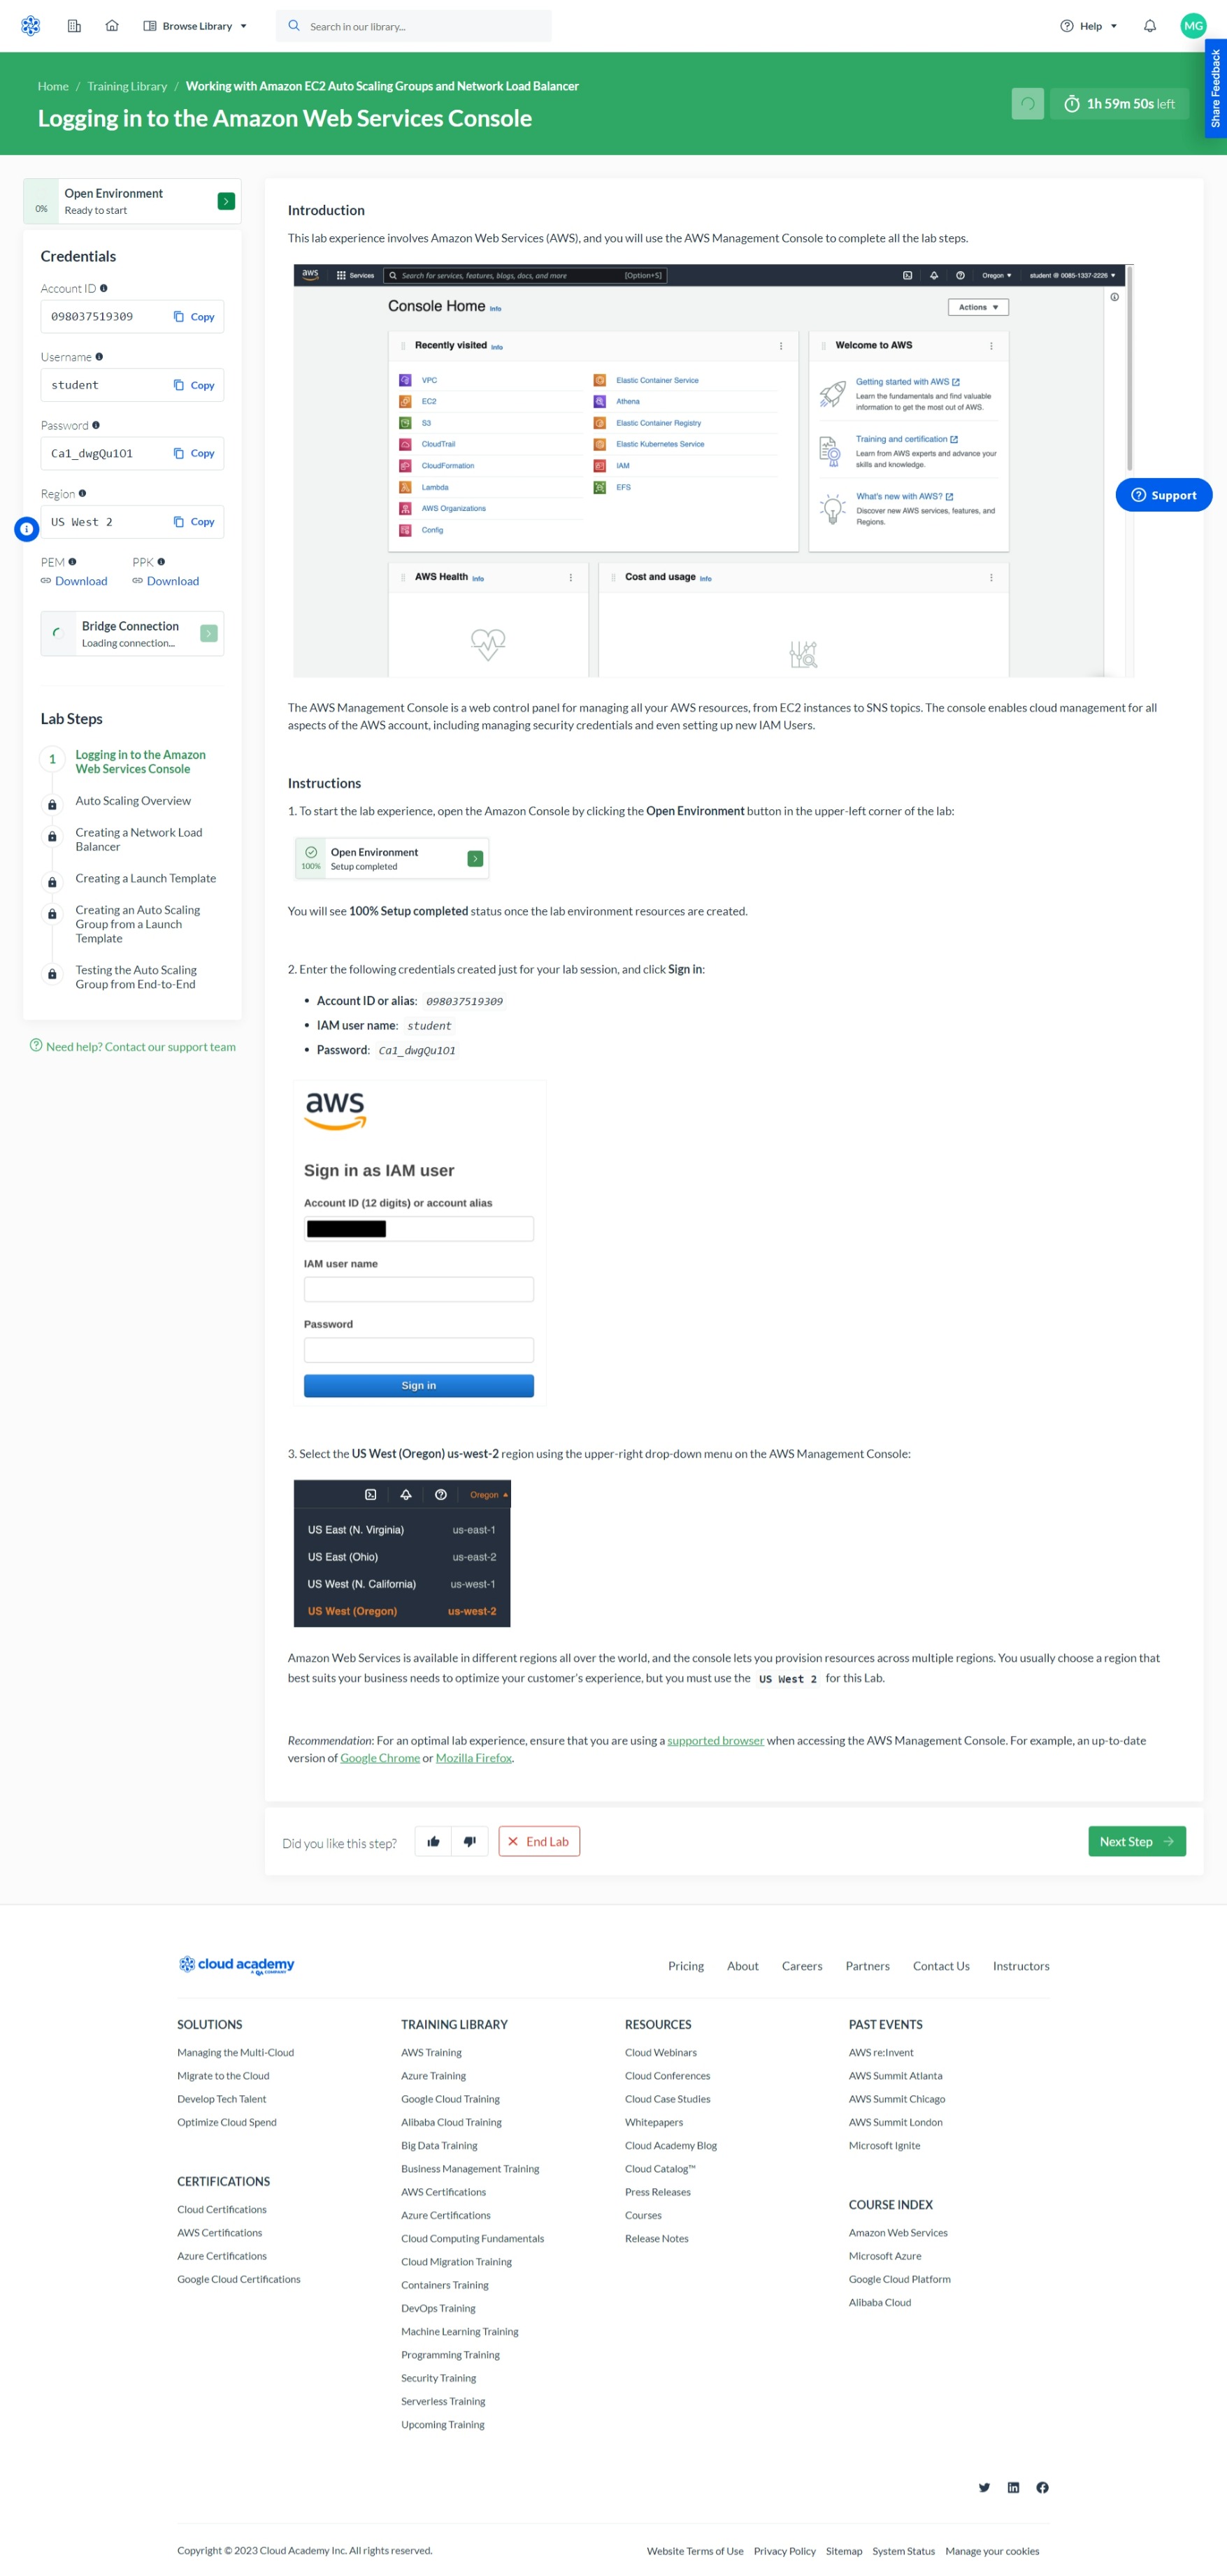 Browse Library
Search in our library...
Help
MG
Share Feedback
Home / Training Library / Working with Amazon EC2 Auto Scaling Groups and Network Load Balancer
Logging in to the Amazon Web Services Console
1h 59m 50s left
Open Environment
0%
Ready to start
Credentials
Account ID
098037519309 Copy
Username
student Copy
Password
Ca1_dwgQu1O1 Copy
Region
US West 2 Copy
PEM PPK
Download Download
Bridge Connection
Loading connection...
Lab Steps
1 Logging in to the Amazon
Web Services Console
Auto Scaling Overview
Creating a Network Load
Balancer
Creating a Launch Template
Creating an Auto Scaling
Group from a Launch
Template
Testing the Auto Scaling
Group from End-to-End
Need help? Contact our support team
Introduction
This lab experience involves Amazon Web Services (AWS), and you will use the AWS Management Console to complete all the lab steps.
aws Services Search for services, features, blogs, docs, and more [Option+S] Oregon student @ 0085-1337-2226
Console Home Info
Actions
Recently visited Info
VPC
EC2
S3
CloudTrail
CloudFormation
Lambda
AWS Organizations
Config
Elastic Container Service
Athena
Elastic Container Registry
Elastic Kubernetes Service
IAM
EFS
Welcome to AWS
Getting started with AWS
Learn the fundamentals and find valuable
information to get the most out of AWS.
Training and certification
Learn from AWS experts and advance your
skills and knowledge.
What's new with AWS?
Discover new AWS services, features, and
Regions.
AWS Health Info
Cost and usage Info
Support
The AWS Management Console is a web control panel for managing all your AWS resources, from EC2 instances to SNS topics. The console enables cloud management for all
aspects of the AWS account, including managing security credentials and even setting up new IAM Users.
Instructions
1. To start the lab experience, open the Amazon Console by clicking the Open Environment button in the upper-left corner of the lab:
Open Environment
100% Setup completed
You will see 100% Setup completed status once the lab environment resources are created.
2. Enter the following credentials created just for your lab session, and click Sign in:
• Account ID or alias: 098037519309
• IAM user name: student
• Password: Ca1_dwgQu1O1
aws
Sign in as IAM user
Account ID (12 digits) or account alias
IAM user name
Password
Sign in
3. Select the US West (Oregon) us-west-2 region using the upper-right drop-down menu on the AWS Management Console:
Oregon
US East (N. Virginia) us-east-1
US East (Ohio) us-east-2
US West (N. California) us-west-1
US West (Oregon) us-west-2
Amazon Web Services is available in different regions all over the world, and the console lets you provision resources across multiple regions. You usually choose a region that
best suits your business needs to optimize your customer's experience, but you must use the US West 2 for this Lab.
Recommendation: For an optimal lab experience, ensure that you are using a supported browser when accessing the AWS Management Console. For example, an up-to-date
version of Google Chrome or Mozilla Firefox.
Did you like this step?
End Lab
Next Step
cloud academy
A QA COMPANY
Pricing About Careers Partners Contact Us Instructors
SOLUTIONS
Managing the Multi-Cloud
Migrate to the Cloud
Develop Tech Talent
Optimize Cloud Spend
CERTIFICATIONS
Cloud Certifications
AWS Certifications
Azure Certifications
Google Cloud Certifications
TRAINING LIBRARY
AWS Training
Azure Training
Google Cloud Training
Alibaba Cloud Training
Big Data Training
Business Management Training
AWS Certifications
Azure Certifications
Cloud Computing Fundamentals
Cloud Migration Training
Containers Training
DevOps Training
Machine Learning Training
Programming Training
Security Training
Serverless Training
Upcoming Training
RESOURCES
Cloud Webinars
Cloud Conferences
Cloud Case Studies
Whitepapers
Cloud Academy Blog
Cloud Catalog™
Press Releases
Courses
Release Notes
PAST EVENTS
AWS re:Invent
AWS Summit Atlanta
AWS Summit Chicago
AWS Summit London
Microsoft Ignite
COURSE INDEX
Amazon Web Services
Microsoft Azure
Google Cloud Platform
Alibaba Cloud
Copyright © 2023 Cloud Academy Inc. All rights reserved.
Website Terms of Use Privacy Policy Sitemap System Status Manage your cookies